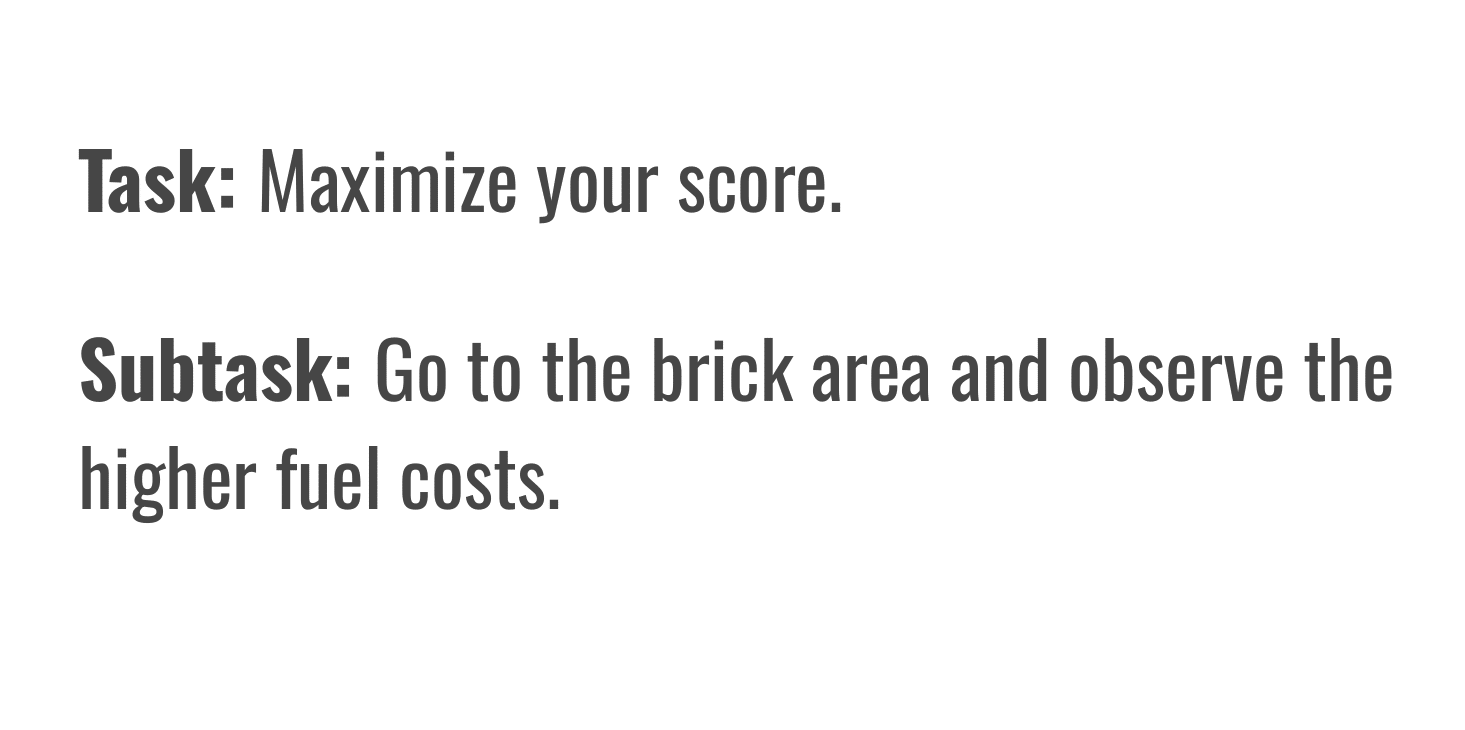 Task: Maximize your score.
Subtask: Go to the brick area and observe the
higher fuel costs.